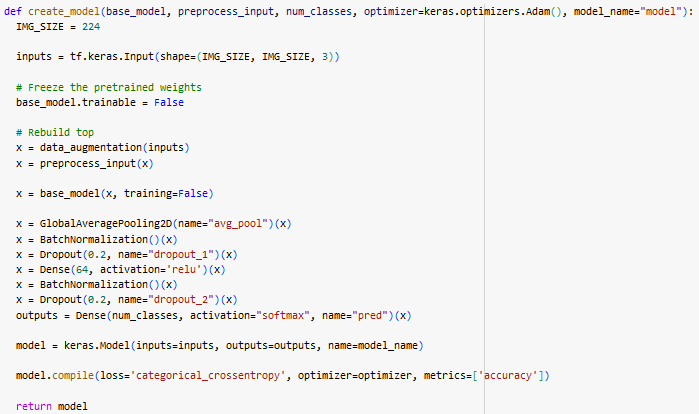 def create_model(base_model, preprocess_input, num_classes, optimizer=keras.optimizers.Adam(), model_name="model"):
IMG_SIZE = 224
inputs = tf.keras.Input(shape=(IMG_SIZE, IMG_SIZE, 3))
# Freeze the pretrained weights
base_model.trainable = False
# Rebuild top
x = data_augmentation(inputs)
x = preprocess_input(x)
x = base_model(x, training=False)
x = GlobalAveragePooling2D(name="avg_pool")(x)
x = BatchNormalization()(x)
x = Dropout(0.2, name="dropout_1")(x)
x = Dense(64, activation='relu')(x)
x = BatchNormalization()(x)
x = Dropout(0.2, name="dropout_2")(x)
outputs = Dense(num_classes, activation="softmax", name="pred")(x)
model = keras.Model(inputs=inputs, outputs=outputs, name=model_name)
model.compile(loss='categorical_crossentropy', optimizer=optimizer, metrics=['accuracy'])
return model